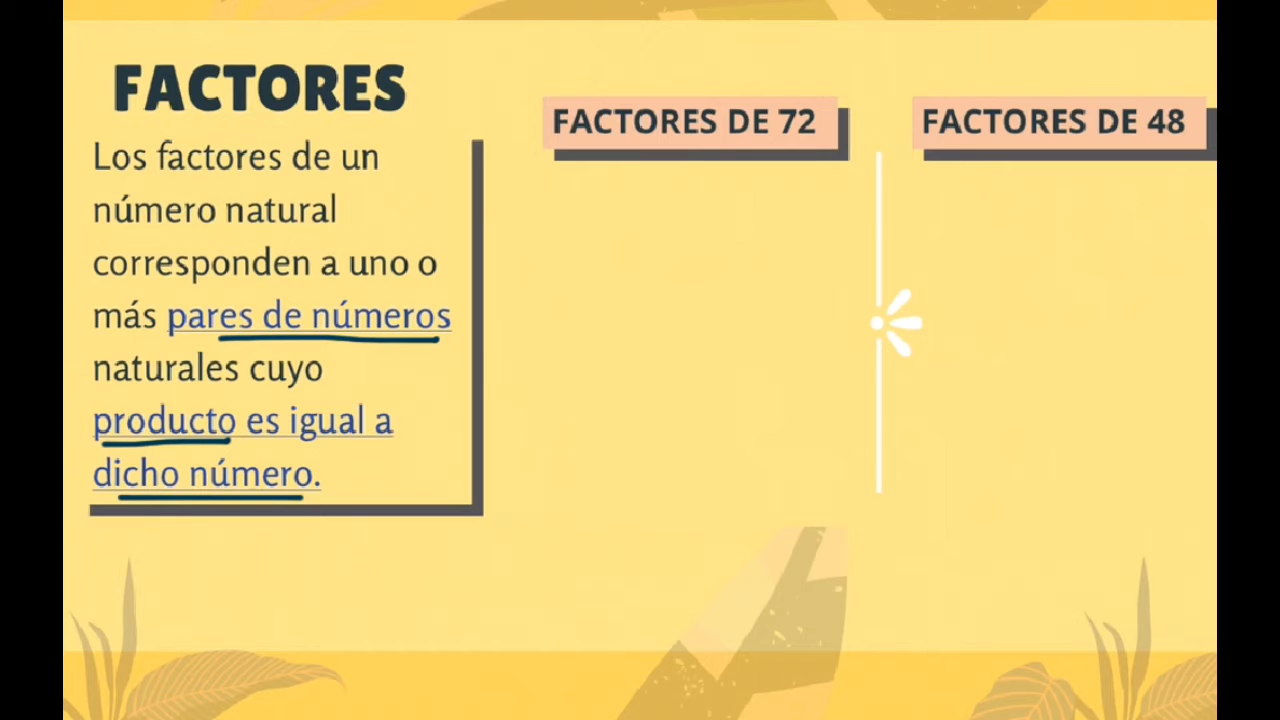 FACTORES
Los factores de un
número natural
corresponden a uno o
más pares de números
naturales cuyo
producto es igual a
dicho número.
FACTORES DE 72
FACTORES DE 48